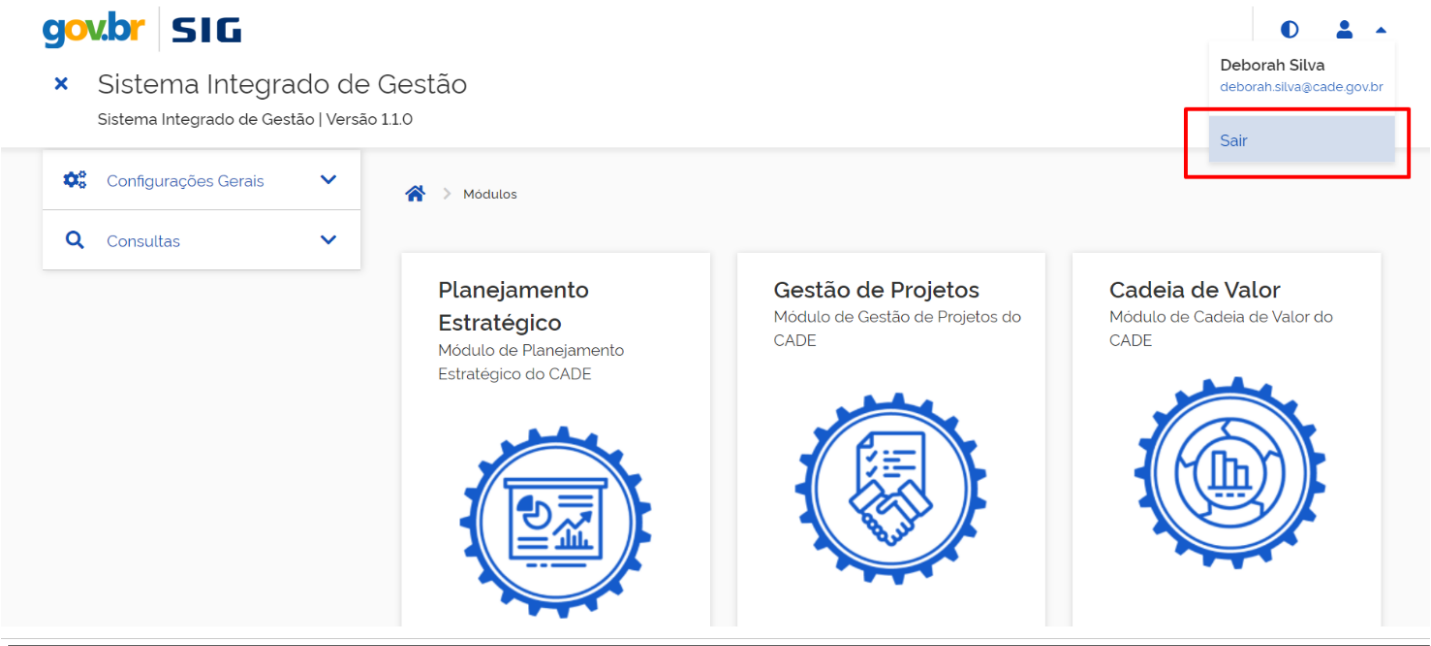 gov.br SIG
Sistema Integrado de Gestão
Sistema Integrado de Gestão | Versão 1.1.0
Deborah Silva
deborah.silva@cade.gov.br
Sair
Configurações Gerais
Consultas
Módulos
Planejamento
Estratégico
Módulo de Planejamento
Estratégico do CADE
Gestão de Projetos
Módulo de Gestão de Projetos do
CADE
Cadeia de Valor
Módulo de Cadeia de Valor do
CADE